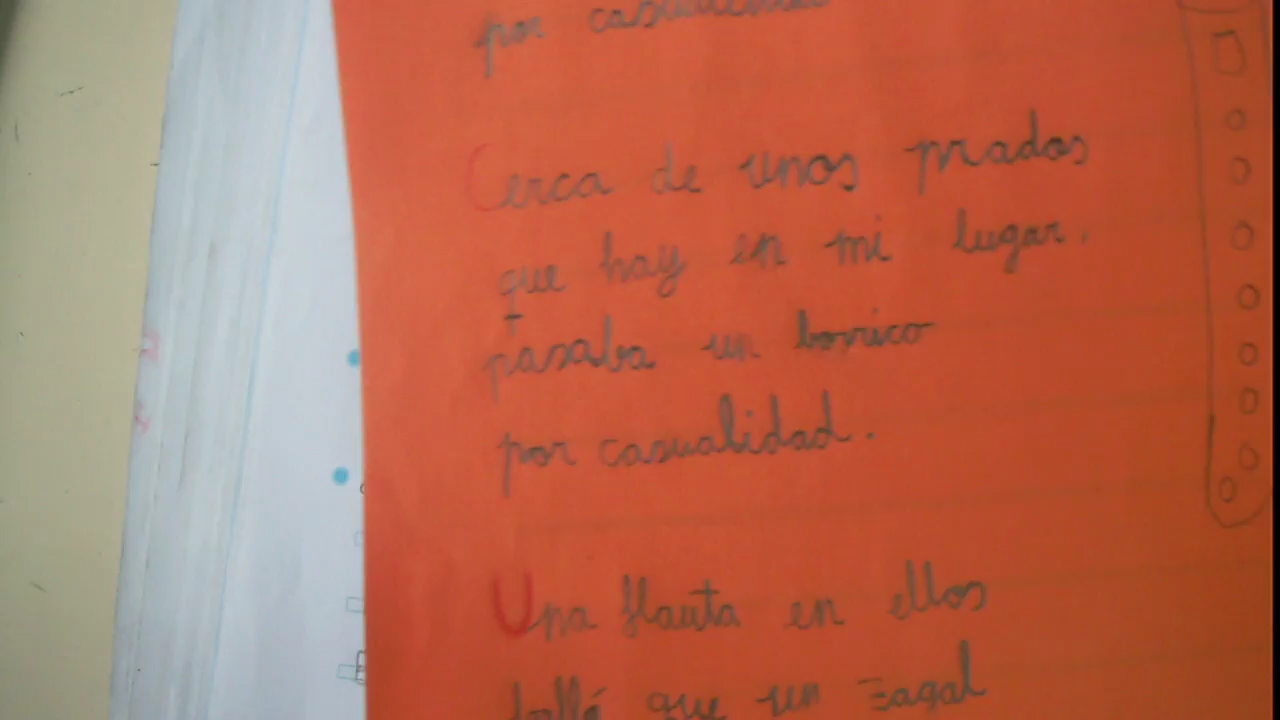 por casualidad
Cerca de unos prados
que hay en mi lugar,
pasaba un borrico
por casualidad.
Una flauta en ellos
halló que un zagal